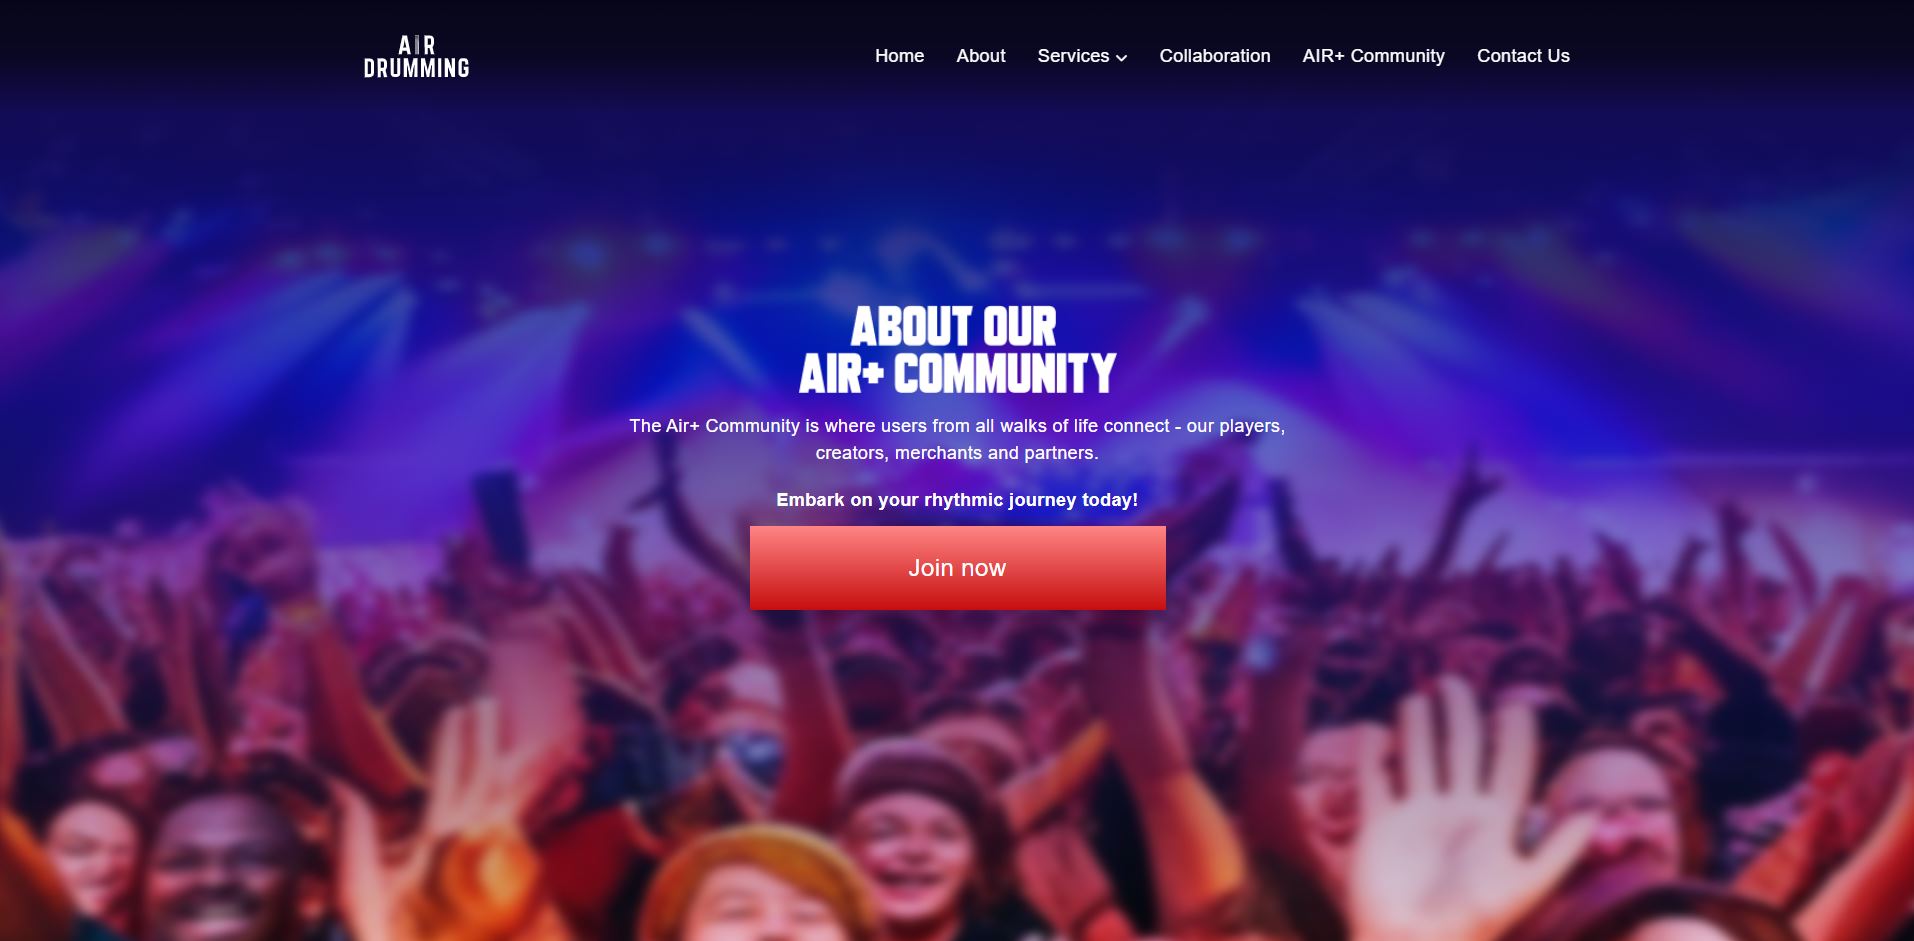 AIR
DRUMMING
Home About Services Collaboration AIR+ Community Contact Us
ABOUT OUR
AIR+ COMMUNITY
The Air+ Community is where users from all walks of life connect - our players,
creators, merchants and partners.
Embark on your rhythmic journey today!
Join now